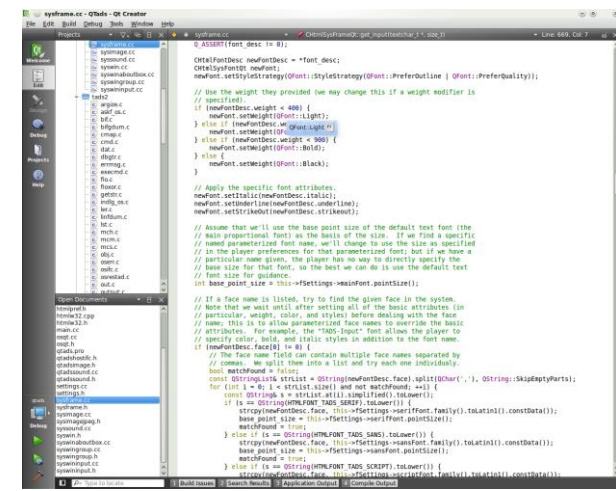 sysframe.cc - QTads - Qt Creator
File Edit Build Debug Tools Window Help
Projects
sysframe.cc
CHtmlSysFrameQt::get_input(textchar_t *, size_t)
Line: 669, Col: 7
sysframe.cc
sysimage.cc
syssound.cc
syswin.cc
syswinaboutbox.cc
syswingroup.cc
syswininput.cc
tads2
argize.c
askf_os.c
bif.c
bifgdum.c
cmap.c
cmd.c
dat.c
dbgtr.c
errmsg.c
execmd.c
fio.c
floxor.c
getstr.c
indlg_os.c
ler.c
linfdum.c
lst.c
mch.c
mcm.c
mcs.c
obj.c
osem.c
osifc.c
osrestad.c
out.c
output.c
Welcome
Edit
Debug
Projects
Help
Open Documents
htmlpref.h
htmlw32.cpp
htmlw32.h
main.cc
osqt.cc
osqt.h
qtads.pro
qtadshostifc.h
qtadsimage.h
qtadssound.cc
qtadssound.h
settings.cc
settings.h
sysframe.cc
sysframe.h
sysimage.cc
sysimagejpeg.h
syssound.cc
syswin.h
syswinaboutbox.cc
syswingroup.cc
syswingroup.h
syswininput.cc
syswininput.h
qtads
Debug
Q_ASSERT(font_desc != 0);
CHtmlFontDesc newFontDesc = *font_desc;
CHtmlSysFontQt newFont;
newFont.setStyleStrategy(QFont::StyleStrategy(QFont::PreferOutline | QFont::PreferQuality));
// Use the weight they provided (we may change this if a weight modifier is
// specified).
if (newFontDesc.weight < 400) {
newFont.setWeight(QFont::Light);
} else if (newFontDesc.we
QFont::Light
newFont.setWeight(QFo
} else if (newFontDesc.weight < 900) {
newFont.setWeight(QFont::Bold);
} else {
newFont.setWeight(QFont::Black);
}
// Apply the specific font attributes.
newFont.setItalic(newFontDesc.italic);
newFont.setUnderline(newFontDesc.underline);
newFont.setStrikeOut(newFontDesc.strikeout);
// Assume that we'll use the base point size of the default text font (the
// main proportional font) as the basis of the size. If we find a specific
// named parameterized font name, we'll change to use the size as specified
// in the player preferences for that parameterized font; but if we have a
// particular name given, the player has no way to directly specify the
// base size for that font, so the best we can do is use the default text
// font size for guidance.
int base_point_size = this->fSettings->mainFont.pointSize();
// If a face name is listed, try to find the given face in the system.
// Note that we wait until after setting all of the basic attributes (in
// particular, weight, color, and styles) before dealing with the face
// name; this is to allow parameterized face names to override the basic
// attributes. For example, the "TADS-Input" font allows the player to
// specify color, bold, and italic styles in addition to the font name.
if (newFontDesc.face[0] != 0) {
// The face name field can contain multiple face names separated by
// commas. We split them into a list and try each one individualy.
bool matchFound = false;
const QStringList& strList = QString(newFontDesc.face).split(QChar(','), QString::SkipEmptyParts);
for (int i = 0; i < strList.size() and not matchFound; ++i) {
const QString& s = strList.at(i).simplified().toLower();
if (s == QString(HTMLFONT_TADS_SERIF).toLower()) {
strcpy(newFontDesc.face, this->fSettings->serifFont.family().toLatin1().constData());
base_point_size = this->fSettings->serifFont.pointSize();
matchFound = true;
} else if (s == QString(HTMLFONT_TADS_SANS).toLower()) {
strcpy(newFontDesc.face, this->fSettings->sansFont.family().toLatin1().constData());
base_point_size = this->fSettings->sansFont.pointSize();
matchFound = true;
} else if (s == QString(HTMLFONT_TADS_SCRIPT).toLower()) {
strcpy(newFontDesc.face, this->fSettings->scriptFont.family().toLatin1().constData());
Type to locate
1 Build Issues
2 Search Results
3 Application Output
4 Compile Output